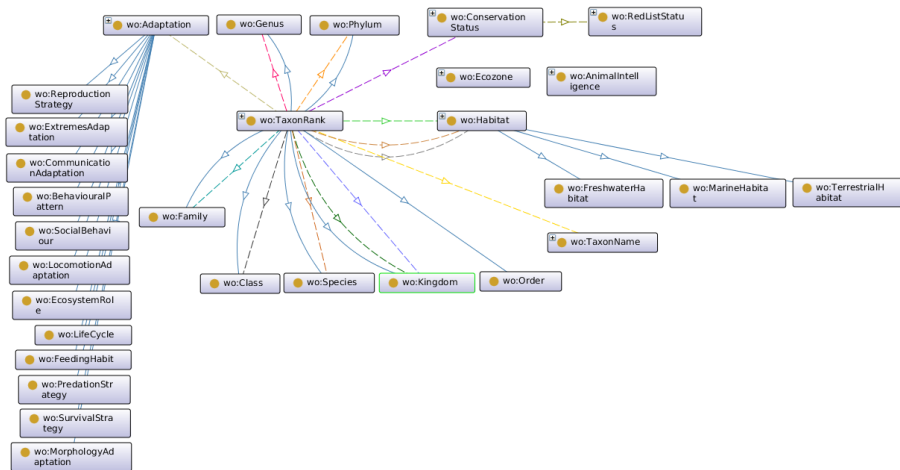 wo:Adaptation
wo:Genus
wo:Phylum
wo:Conservation
Status
wo:RedListStatu
s
wo:Ecozone
wo:AnimalIntell
igence
wo:Reproduction
Strategy
wo:ExtremesAdap
tation
wo:TaxonRank
wo:Habitat
wo:Communicatio
nAdaptation
wo:BehaviouralP
attern
wo:FreshwaterHa
bitat
wo:MarineHabita
t
wo:TerrestrialH
abitat
wo:Family
wo:SocialBehavi
our
wo:TaxonName
wo:LocomotionAd
aptation
wo:Class
wo:Species
wo:Kingdom
wo:Order
wo:EcosystemRol
e
wo:LifeCycle
wo:FeedingHabit
wo:PredationStr
ategy
wo:SurvivalStra
tegy
wo:MorphologyAd
aptation